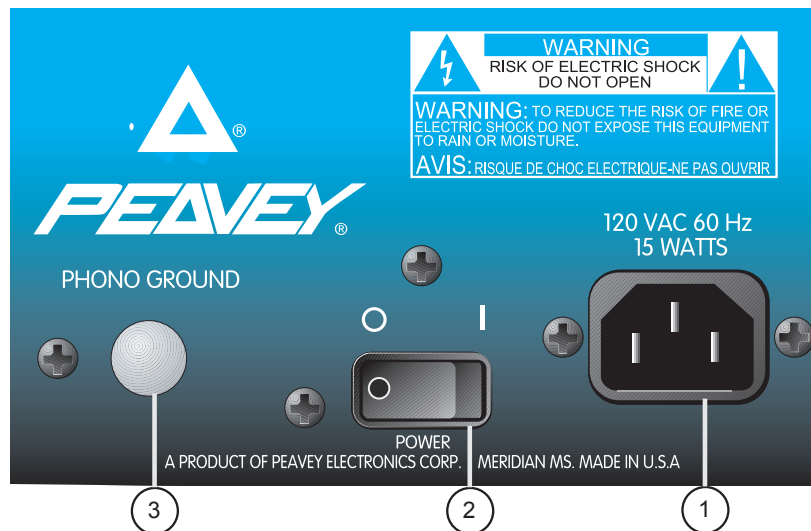 WARNING
RISK OF ELECTRIC SHOCK
DO NOT OPEN
WARNING: TO REDUCE THE RISK OF FIRE OR
ELECTRIC SHOCK DO NOT EXPOSE THIS EQUIPMENT
TO RAIN OR MOISTURE.
AVIS: RISQUE DE CHOC ELECTRIQUE-NE PAS OUVRIR
®
PEAVEY®
120 VAC 60 Hz
15 WATTS
PHONO GROUND
O I
O
POWER
A PRODUCT OF PEAVEY ELECTRONICS CORP. MERIDIAN MS. MADE IN U.S.A
3 2 1